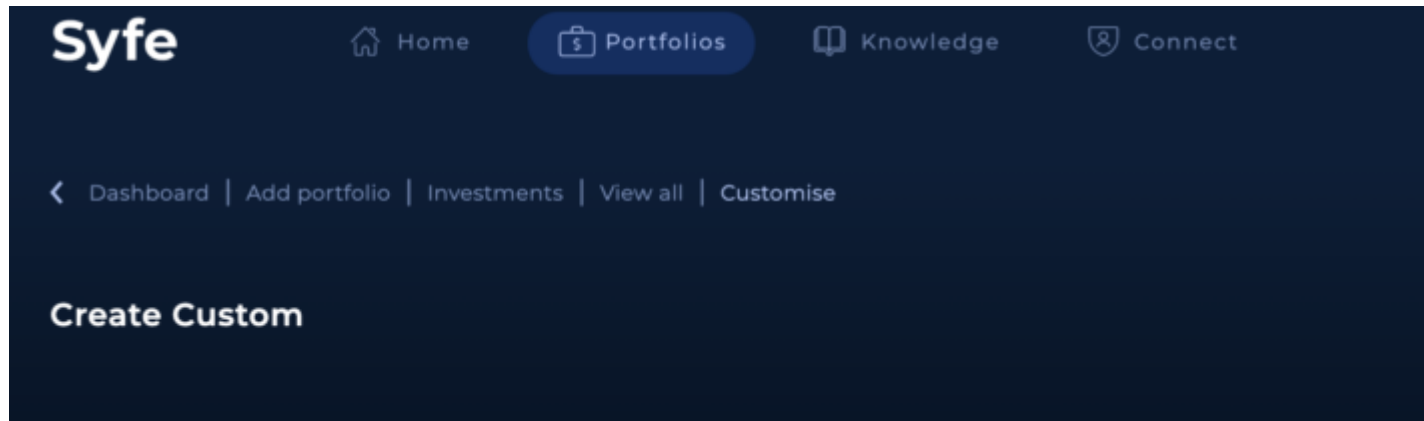 Syfe Home Portfolios Knowledge Connect
Dashboard | Add portfolio | Investments | View all | Customise
Create Custom